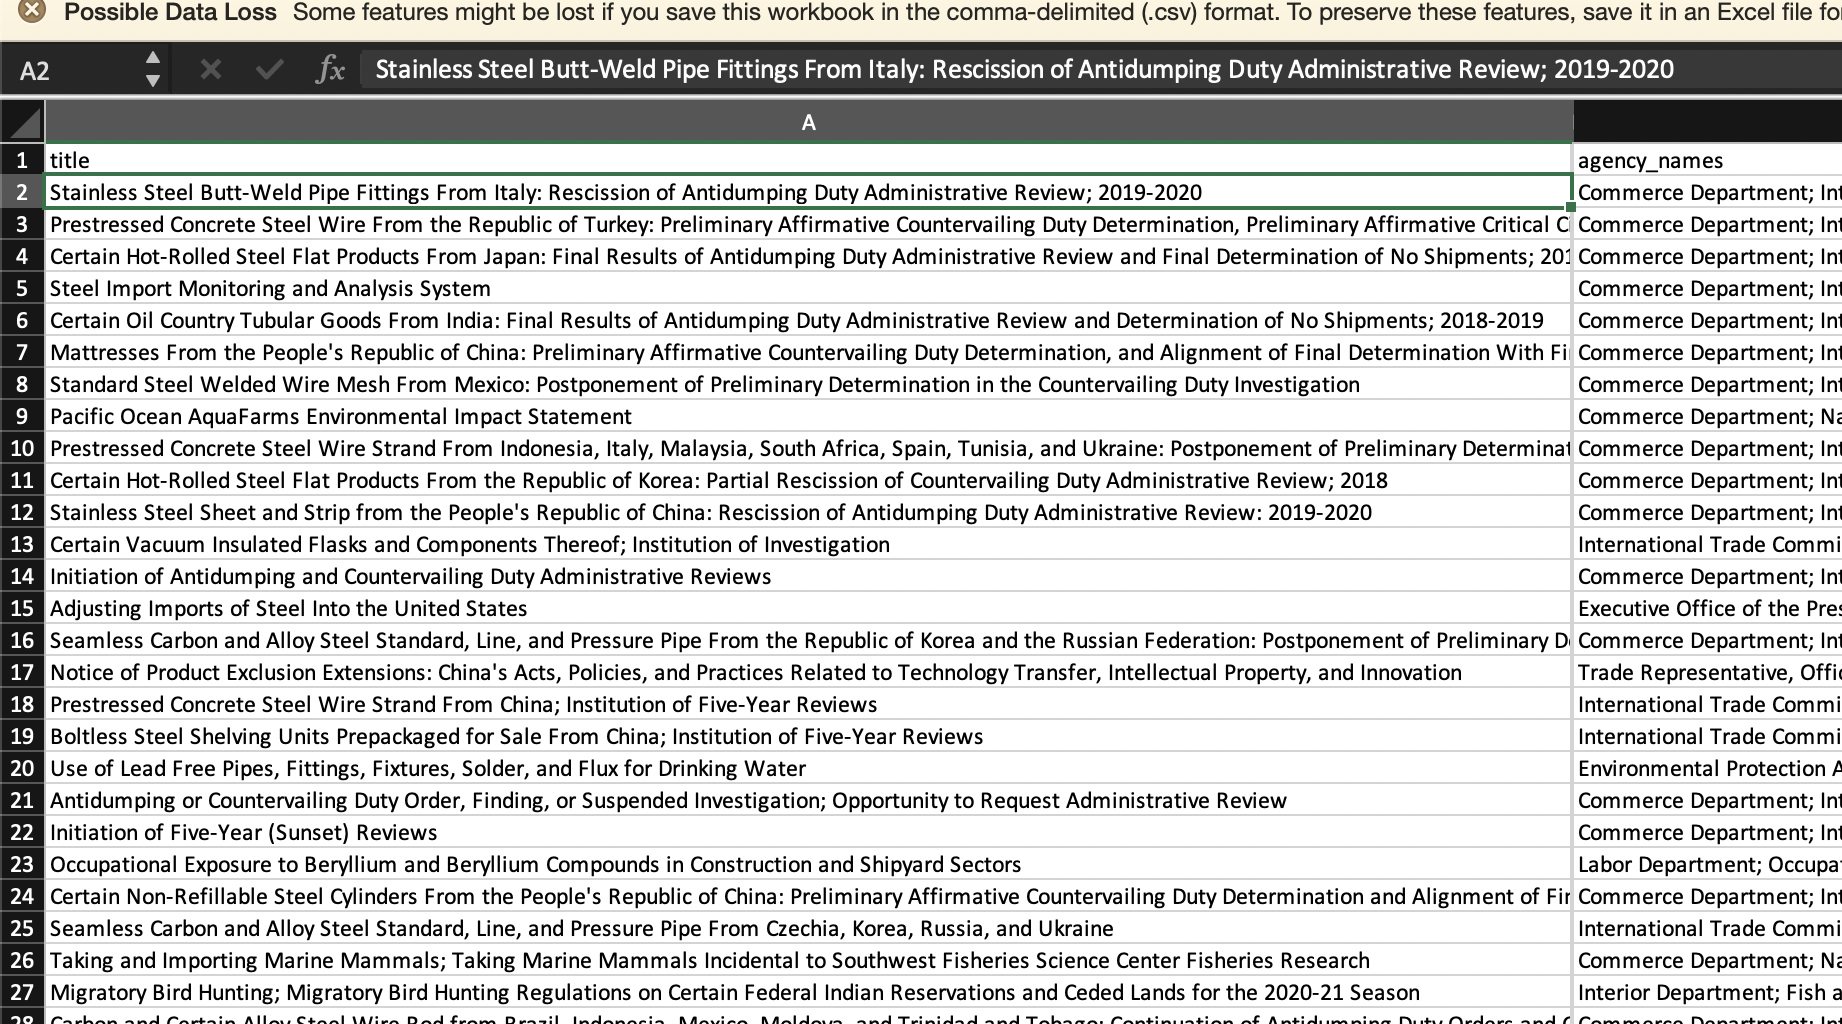 Possible Data Loss Some features might be lost if you save this workbook in the comma-delimited (.csv) format. To preserve these features, save it in an Excel file fo
A2 fx Stainless Steel Butt-Weld Pipe Fittings From Italy: Rescission of Antidumping Duty Administrative Review; 2019-2020
A
1 title agency_names
2 Stainless Steel Butt-Weld Pipe Fittings From Italy: Rescission of Antidumping Duty Administrative Review; 2019-2020 Commerce Department; Int
3 Prestressed Concrete Steel Wire From the Republic of Turkey: Preliminary Affirmative Countervailing Duty Determination, Preliminary Affirmative Critical Commerce Department; Int
4 Certain Hot-Rolled Steel Flat Products From Japan: Final Results of Antidumping Duty Administrative Review and Final Determination of No Shipments; 201 Commerce Department; Int
5 Steel Import Monitoring and Analysis System Commerce Department; Int
6 Certain Oil Country Tubular Goods From India: Final Results of Antidumping Duty Administrative Review and Determination of No Shipments; 2018-2019 Commerce Department; Int
7 Mattresses From the People's Republic of China: Preliminary Affirmative Countervailing Duty Determination, and Alignment of Final Determination With Fi Commerce Department; Int
8 Standard Steel Welded Wire Mesh From Mexico: Postponement of Preliminary Determination in the Countervailing Duty Investigation Commerce Department; Int
9 Pacific Ocean AquaFarms Environmental Impact Statement Commerce Department; Na
10 Prestressed Concrete Steel Wire Strand From Indonesia, Italy, Malaysia, South Africa, Spain, Tunisia, and Ukraine: Postponement of Preliminary Determinat Commerce Department; Int
11 Certain Hot-Rolled Steel Flat Products From the Republic of Korea: Partial Rescission of Countervailing Duty Administrative Review; 2018 Commerce Department; Int
12 Stainless Steel Sheet and Strip from the People's Republic of China: Rescission of Antidumping Duty Administrative Review: 2019-2020 Commerce Department; Int
13 Certain Vacuum Insulated Flasks and Components Thereof; Institution of Investigation International Trade Commi
14 Initiation of Antidumping and Countervailing Duty Administrative Reviews Commerce Department; Int
15 Adjusting Imports of Steel Into the United States Executive Office of the Pres
16 Seamless Carbon and Alloy Steel Standard, Line, and Pressure Pipe From the Republic of Korea and the Russian Federation: Postponement of Preliminary D Commerce Department; Int
17 Notice of Product Exclusion Extensions: China's Acts, Policies, and Practices Related to Technology Transfer, Intellectual Property, and Innovation Trade Representative, Offic
18 Prestressed Concrete Steel Wire Strand From China; Institution of Five-Year Reviews International Trade Commi
19 Boltless Steel Shelving Units Prepackaged for Sale From China; Institution of Five-Year Reviews International Trade Commi
20 Use of Lead Free Pipes, Fittings, Fixtures, Solder, and Flux for Drinking Water Environmental Protection A
21 Antidumping or Countervailing Duty Order, Finding, or Suspended Investigation; Opportunity to Request Administrative Review Commerce Department; Int
22 Initiation of Five-Year (Sunset) Reviews Commerce Department; Int
23 Occupational Exposure to Beryllium and Beryllium Compounds in Construction and Shipyard Sectors Labor Department; Occupa
24 Certain Non-Refillable Steel Cylinders From the People's Republic of China: Preliminary Affirmative Countervailing Duty Determination and Alignment of Fin Commerce Department; Int
25 Seamless Carbon and Alloy Steel Standard, Line, and Pressure Pipe From Czechia, Korea, Russia, and Ukraine International Trade Commi
26 Taking and Importing Marine Mammals; Taking Marine Mammals Incidental to Southwest Fisheries Science Center Fisheries Research Commerce Department; Na
27 Migratory Bird Hunting; Migratory Bird Hunting Regulations on Certain Federal Indian Reservations and Ceded Lands for the 2020-21 Season Interior Department; Fish a
28 Carbon and Certain Alloy Steel Wire Rod from Brazil, Indonesia, Mexico, Moldova, and Trinidad and Tobago: Continuation of Antidumping Duty Orders and Commerce Department; Int